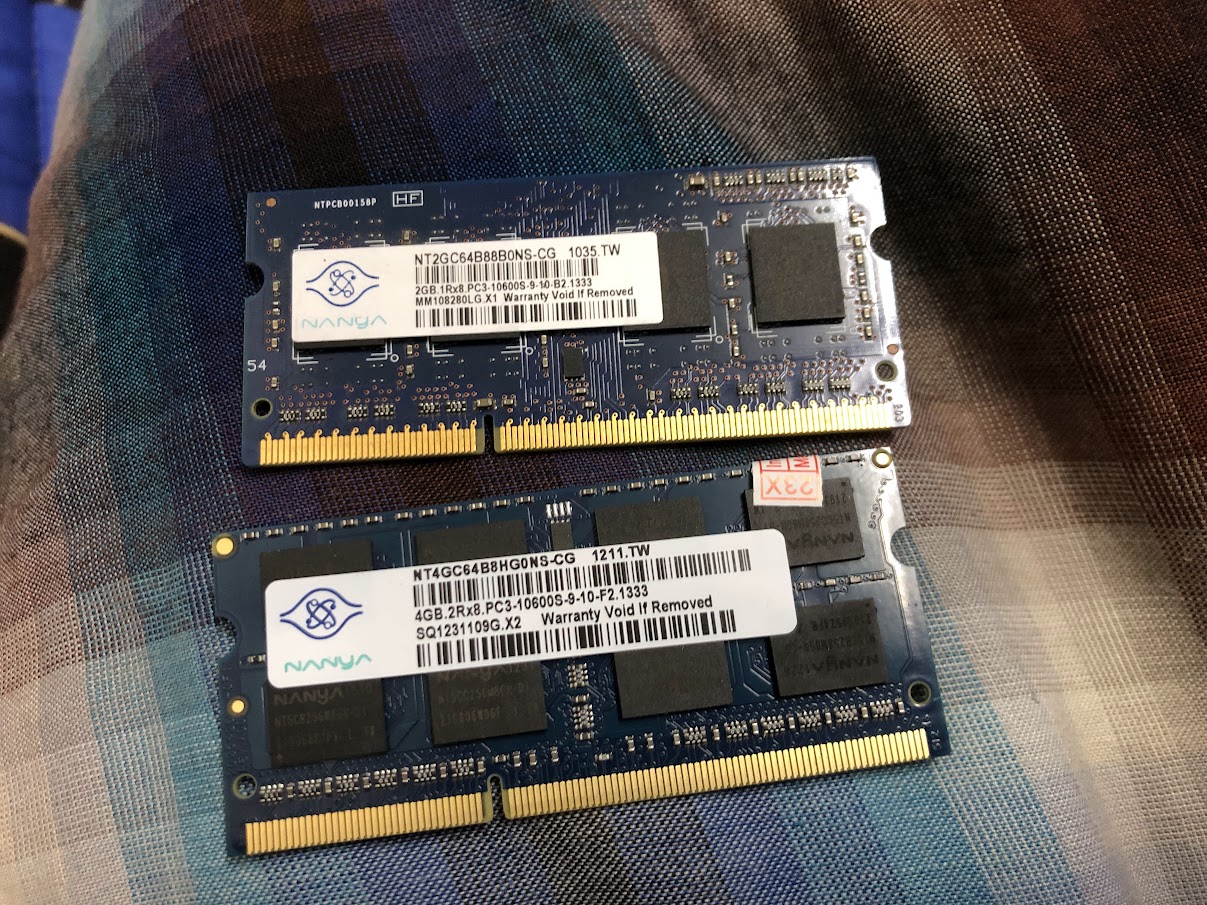 NTPCB00158P HF
NT2GC64B88B0NS-CG 1035.TW
2GB.1Rx8.PC3-10600S-9-10-B2.1333
MM108280LG.X1 Warranty Void If Removed
NANYA
54
303
23X
NANYA
NT4GC64B8HG0NS-CG 1211.TW
4GB.2Rx8.PC3-10600S-9-10-F2.1333
SQ1231109G.X2 Warranty Void If Removed
NANYA
NANYA
NANYA